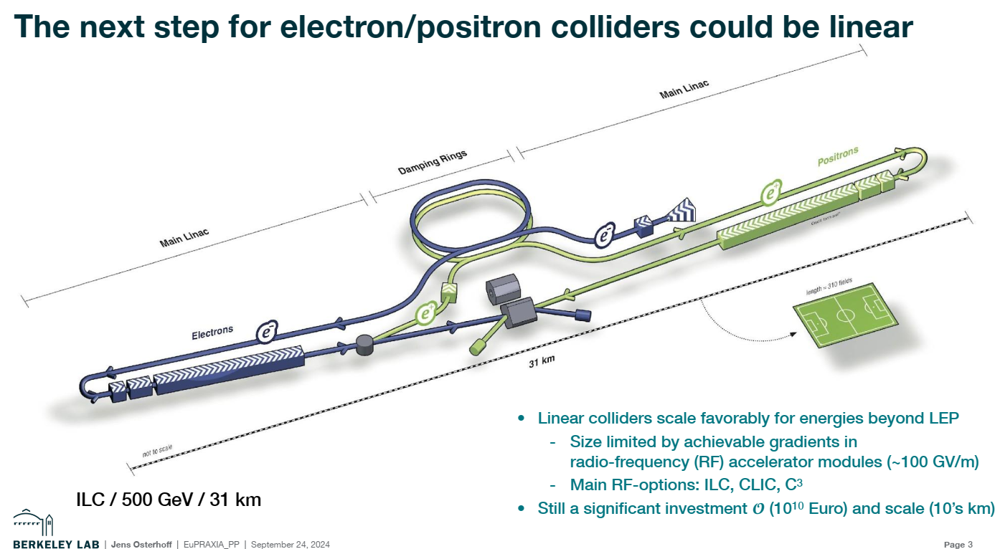 The next step for electron/positron colliders could be linear
Main Linac
Damping Rings
Main Linac
Positrons
e+
e-
length = 310 fields
e+
Electrons
e-
31 km
not to scale
• Linear colliders scale favorably for energies beyond LEP
- Size limited by achievable gradients in
radio-frequency (RF) accelerator modules (~100 GV/m)
- Main RF-options: ILC, CLIC, C³
• Still a significant investment 𝒪 (10¹⁰ Euro) and scale (10's km)
ILC / 500 GeV / 31 km
BERKELEY LAB | Jens Osterhoff | EuPRAXIA_PP | September 24, 2024
Page 3